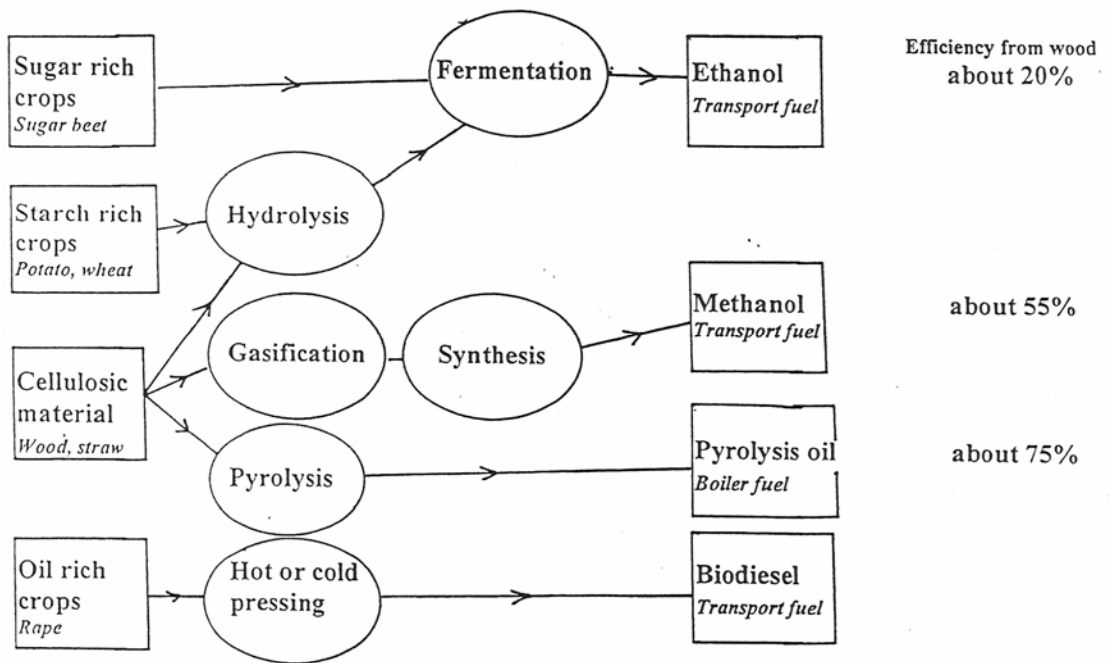 Efficiency from wood
Sugar rich
crops
Sugar beet
Fermentation
Ethanol
Transport fuel
about 20%
Starch rich
crops
Potato, wheat
Hydrolysis
Cellulosic
material
Wood, straw
Gasification
Synthesis
Methanol
Transport fuel
about 55%
Pyrolysis
Pyrolysis oil
Boiler fuel
about 75%
Oil rich
crops
Rape
Hot or cold
pressing
Biodiesel
Transport fuel